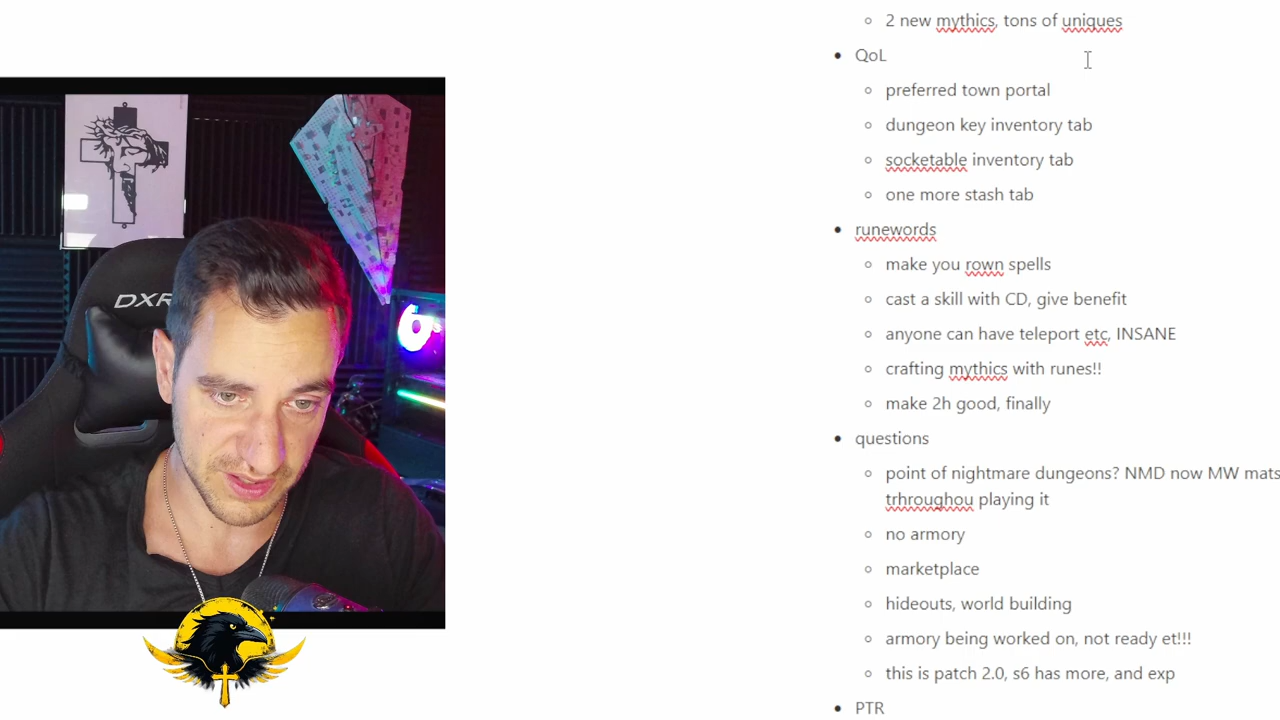 2 new mythics, tons of uniques
QoL
preferred town portal
dungeon key inventory tab
socketable inventory tab
one more stash tab
runewords
make you rown spells
cast a skill with CD, give benefit
anyone can have teleport etc, INSANE
crafting mythics with runes!!
make 2h good, finally
questions
point of nightmare dungeons? NMD now MW mats
trhroughou playing it
no armory
marketplace
hideouts, world building
armory being worked on, not ready et!!!
this is patch 2.0, s6 has more, and exp
PTR
DXR